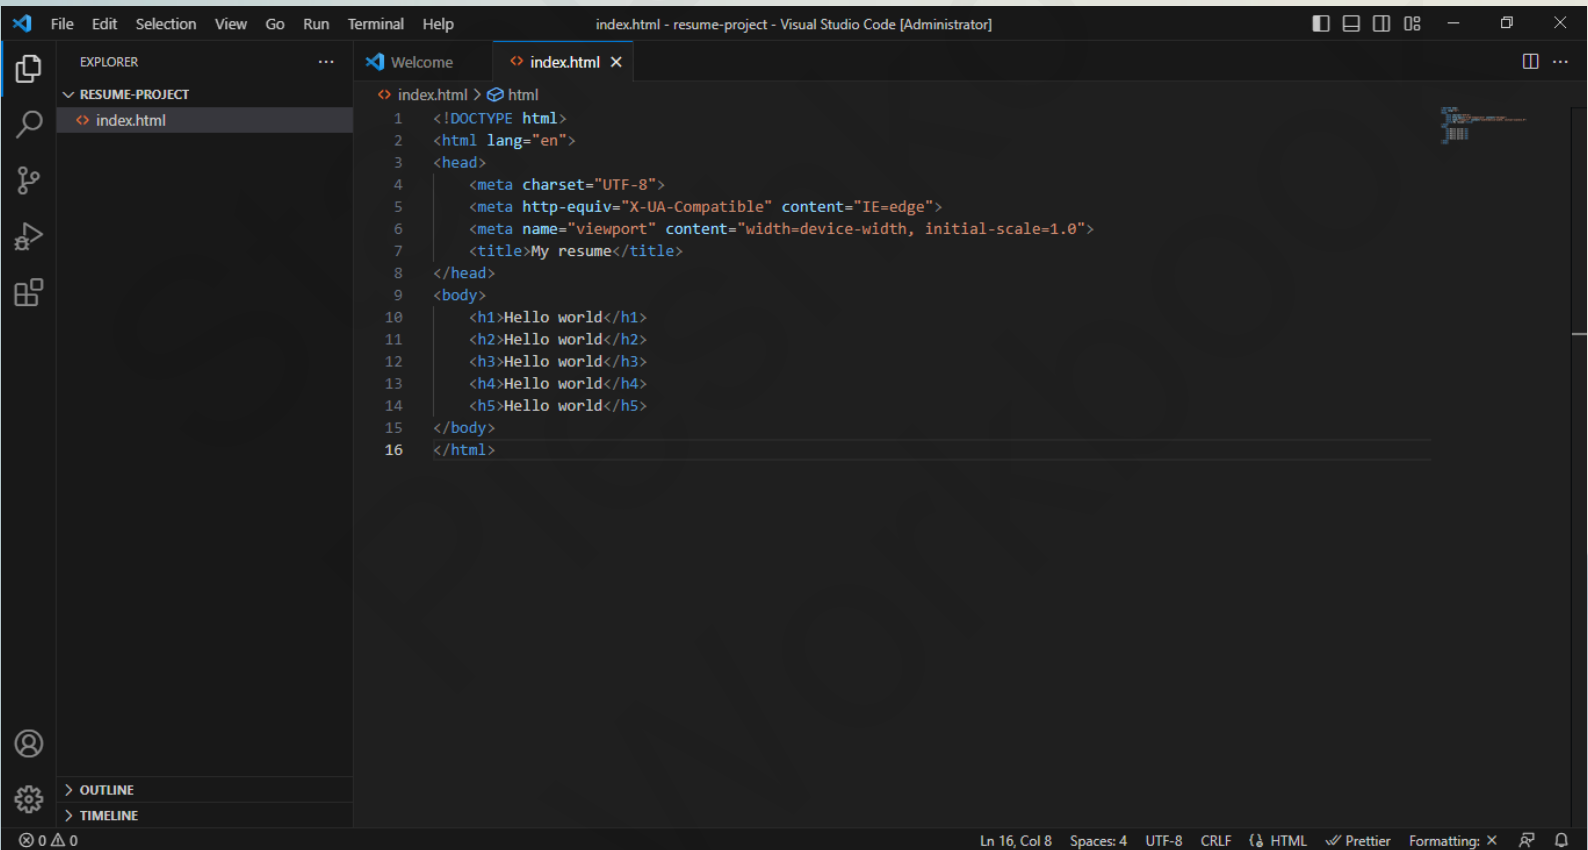 File Edit Selection View Go Run Terminal Help index.html - resume-project - Visual Studio Code [Administrator]
EXPLORER
RESUME-PROJECT
index.html
OUTLINE
TIMELINE
Welcome index.html
index.html > html
1 <!DOCTYPE html>
2 <html lang="en">
3 <head>
4 <meta charset="UTF-8">
5 <meta http-equiv="X-UA-Compatible" content="IE=edge">
6 <meta name="viewport" content="width=device-width, initial-scale=1.0">
7 <title>My resume</title>
8 </head>
9 <body>
10 <h1>Hello world</h1>
11 <h2>Hello world</h2>
12 <h3>Hello world</h3>
13 <h4>Hello world</h4>
14 <h5>Hello world</h5>
15 </body>
16 </html>
0 0 Ln 16, Col 8 Spaces: 4 UTF-8 CRLF HTML Prettier Formatting: ×